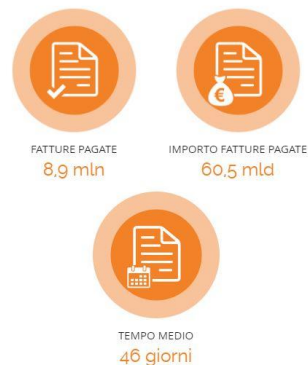 FATTURE PAGATE
8,9 mln
IMPORTO FATTURE PAGATE
60,5 mld
€
TEMPO MEDIO
46 giorni